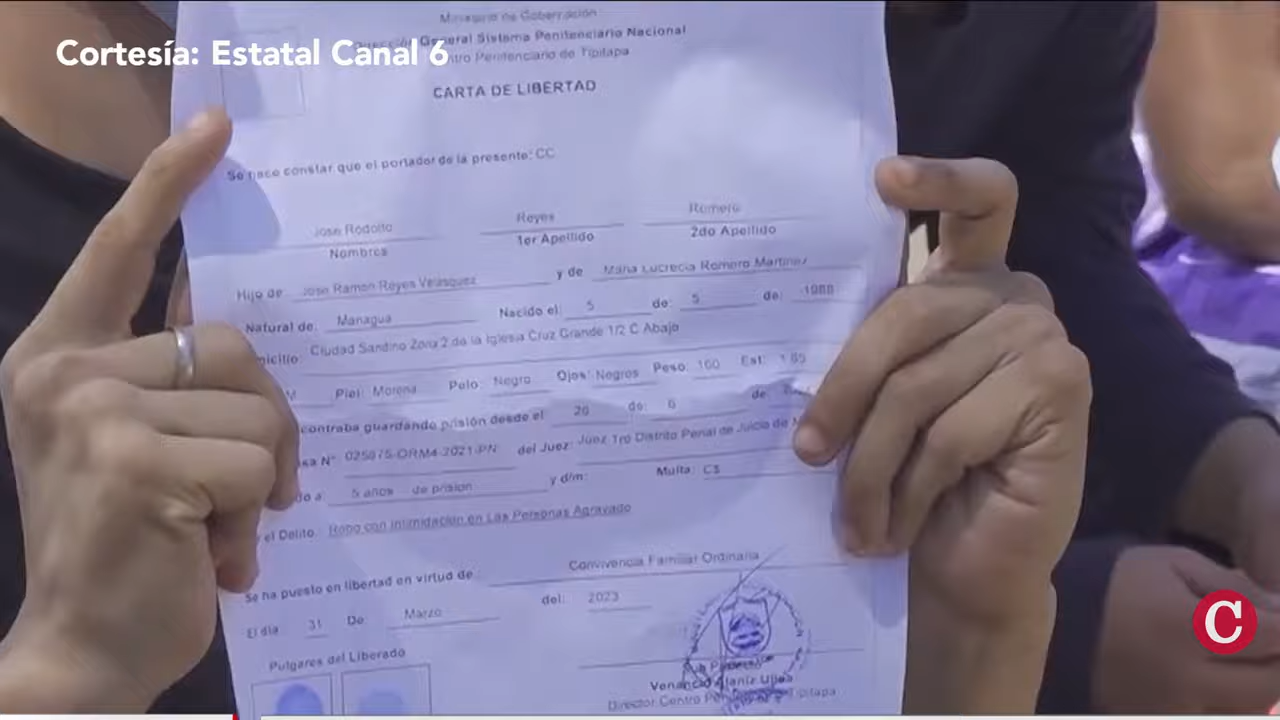 Cortesía: Estatal Canal 6
Ministerio de Gobernación
General Sistema Penitenciario Nacional
Centro Penitenciario de Tipitapa
CARTA DE LIBERTAD
Se hace constar que el portador de la presente: CC
Jose Rodolfo Reyes Romero
Nombres 1er Apellido 2do Apellido
Hijo de: Jose Ramon Reyes Velasquez y de Maria Lucrecia Romero Martinez
Natural de: Managua Nacido el: 5 de: 5 de: 1988
micilio: Ciudad Sandino Zona 2 de la Iglesia Cruz Grande 1/2 C Abajo
M Piel: Morena Pelo: Negro Ojos: Negros Peso: 160 Est: 1.65
contraba guardando prisión desde el 26 de: 6 de:
sa N° 025875-ORM4-2021-PN del Juez: Juez 1ro Distrito Penal de Juicio de
do a: 5 años de prision y d/m: Multa: C$
el Delito: Robo con Intimidación en Las Personas Agravado
Se ha puesto en libertad en virtud de Convivencia Familiar Ordinaria
El día 31 De: Marzo del: 2023
Pulgares del Liberado
Venancio Alaniz Ulloa
Director Centro Tipitapa
C